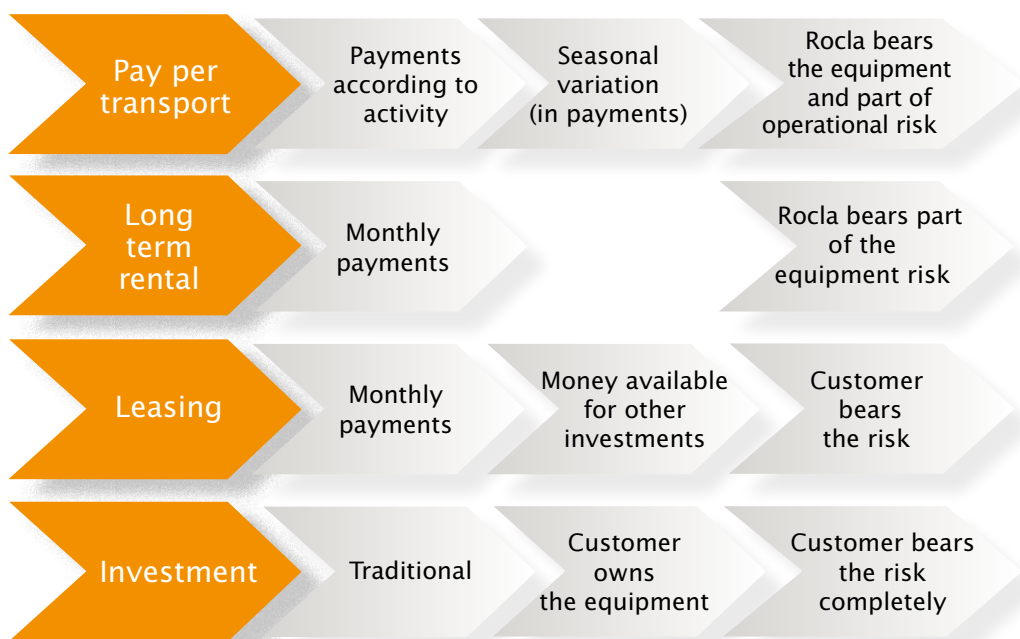 Pay per
transport
Payments
according to
activity
Seasonal
variation
(in payments)
Rocla bears
the equipment
and part of
operational risk
Long
term
rental
Monthly
payments
Rocla bears part
of the
equipment risk
Leasing
Monthly
payments
Money available
for other
investments
Customer
bears
the risk
Investment
Traditional
Customer
owns
the equipment
Customer bears
the risk
completely